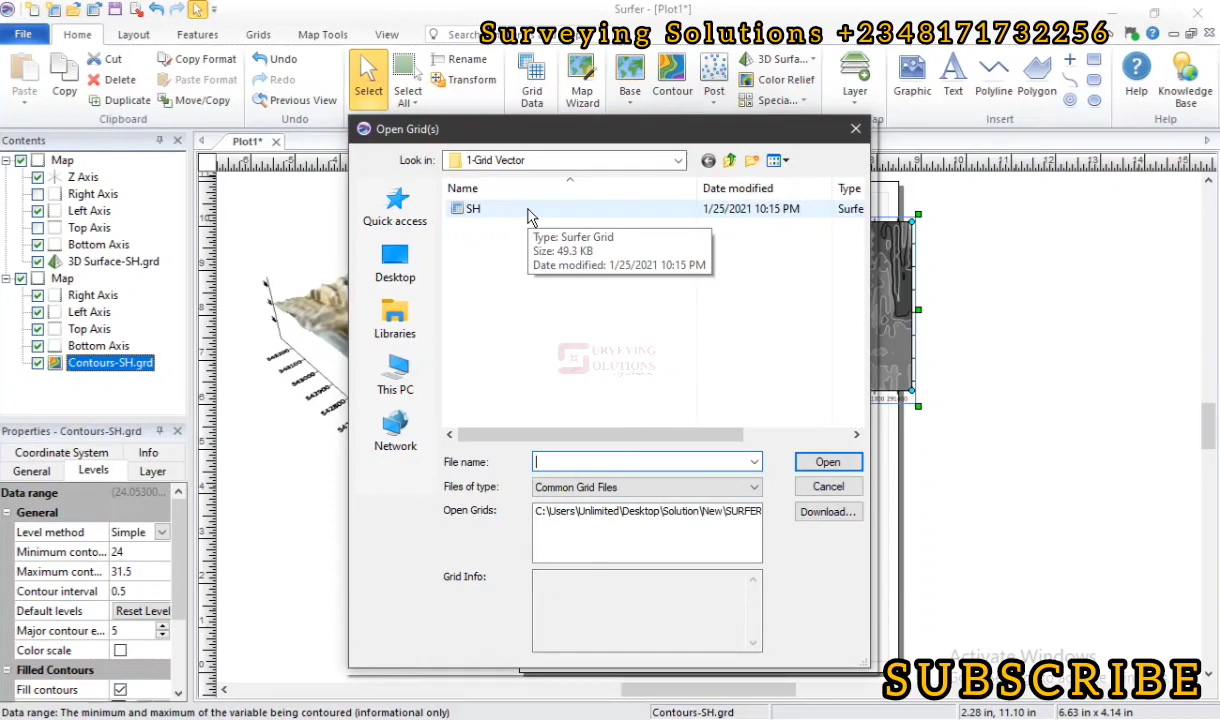 Surfer - [Plot1*]
Surveying Solutions +2348171732256
File Home Layout Features Grids Map Tools View Search
Paste
Copy
Cut
Delete
Duplicate
Copy Format
Paste Format
Move/Copy
Clipboard
Undo
Redo
Previous View
Undo
Select
Select All
Rename
Transform
Grid Data
Map Wizard
Base
Contour
Post
3D Surfa...
Color Relief
Specia...
Layer
Graphic
Text
Polyline
Polygon
Insert
Help
Knowledge Base
Help
Contents
Map
Z Axis
Right Axis
Left Axis
Top Axis
Bottom Axis
3D Surface-SH.grd
Map
Right Axis
Left Axis
Top Axis
Bottom Axis
Contours-SH.grd
Plot1*
Open Grid(s)
Look in: 1-Grid Vector
Name Date modified Type
SH 1/25/2021 10:15 PM Surfe
Type: Surfer Grid
Size: 49.3 KB
Date modified: 1/25/2021 10:15 PM
Quick access
Desktop
Libraries
This PC
Network
URVEYING
OLUTIONS
File name: Open
Files of type: Common Grid Files Cancel
Open Grids: C:\Users\Unlimited\Desktop\Solution\New\SURFER Download...
Grid Info:
Properties - Contours-SH.grd
Coordinate System Info
General Levels Layer
Data range (24.05300...
General
Level method Simple
Minimum conto... 24
Maximum cont... 31.5
Contour interval 0.5
Default levels Reset Level
Major contour e... 5
Color scale
Filled Contours
Fill contours
Activate Windows
SUBSCRIBE
Data range: The minimum and maximum of the variable being contoured (informational only) Contours-SH.grd 2.28 in, 11.10 in 6.63 in x 4.14 in